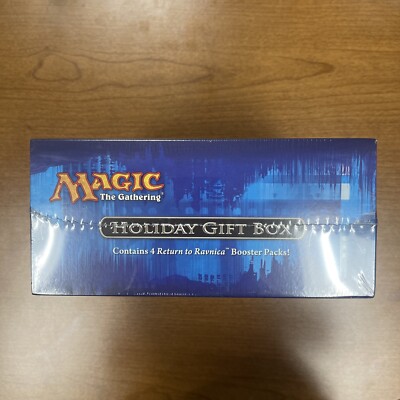 MAGIC
The Gathering®
HOLIDAY GIFT BOX
Contains 4 Return to Ravnica™ Booster Packs!